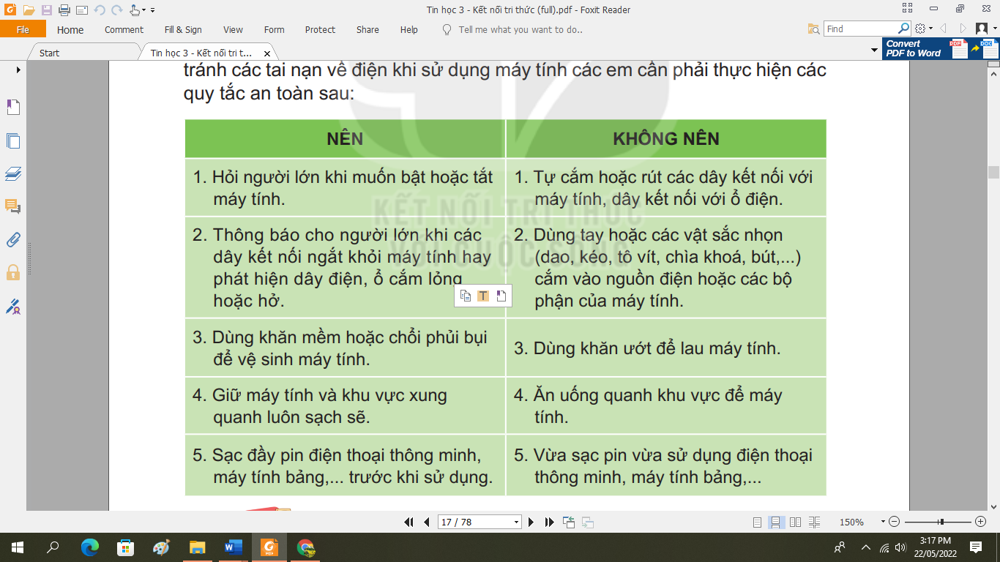 Tin học 3 - Kết nối tri thức (full).pdf - Foxit Reader
File Home Comment Fill & Sign View Form Protect Share Help Tell me what you want to do.. Find
Start Tin học 3 - Kết nối tri t... Convert PDF to Word PDF DOC
tránh các tai nạn về điện khi sử dụng máy tính các em cần phải thực hiện các
quy tắc an toàn sau:
NÊN
KHÔNG NÊN
1. Hỏi người lớn khi muốn bật hoặc tắt
máy tính.
1. Tự cắm hoặc rút các dây kết nối với
máy tính, dây kết nối với ổ điện.
2. Thông báo cho người lớn khi các
dây kết nối ngắt khỏi máy tính hay
phát hiện dây điện, ổ cắm lỏng
hoặc hở.
2. Dùng tay hoặc các vật sắc nhọn
(dao, kéo, tô vít, chìa khoá, bút,...)
cắm vào nguồn điện hoặc các bộ
phận của máy tính.
3. Dùng khăn mềm hoặc chổi phủi bụi
để vệ sinh máy tính.
3. Dùng khăn ướt để lau máy tính.
4. Giữ máy tính và khu vực xung
quanh luôn sạch sẽ.
4. Ăn uống quanh khu vực để máy
tính.
5. Sạc đầy pin điện thoại thông minh,
máy tính bảng,... trước khi sử dụng.
5. Vừa sạc pin vừa sử dụng điện thoại
thông minh, máy tính bảng,...
KẾT NỐI TRI THỨC
VỚI CUỘC SỐNG
17 / 78
150%
3:17 PM
22/05/2022